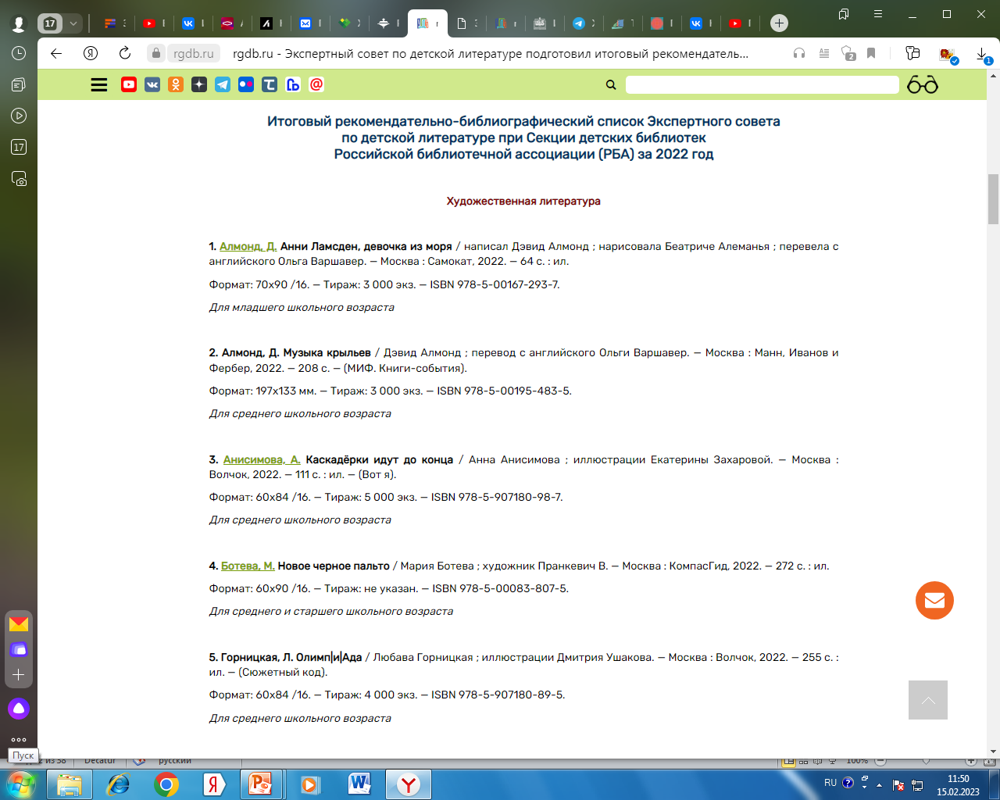 17
rgdb.ru
rgdb.ru - Экспертный совет по детской литературе подготовил итоговый рекомендатель...
2
1
17
Итоговый рекомендательно-библиографический список Экспертного совета
по детской литературе при Секции детских библиотек
Российской библиотечной ассоциации (РБА) за 2022 год
Художественная литература
1. Алмонд, Д. Анни Ламсден, девочка из моря / написал Дэвид Алмонд ; нарисовала Беатриче Алеманья ; перевела с
английского Ольга Варшавер. — Москва : Самокат, 2022. — 64 с. : ил.
Формат: 70х90 /16. — Тираж: 3 000 экз. — ISBN 978-5-00167-293-7.
Для младшего школьного возраста
2. Алмонд, Д. Музыка крыльев / Дэвид Алмонд ; перевод с английского Ольги Варшавер. — Москва : Манн, Иванов и
Фербер, 2022. — 208 с. — (МИФ. Книги-события).
Формат: 197х133 мм. — Тираж: 3 000 экз. — ISBN 978-5-00195-483-5.
Для среднего школьного возраста
3. Анисимова, А. Каскадёрки идут до конца / Анна Анисимова ; иллюстрации Екатерины Захаровой. — Москва :
Волчок, 2022. — 111 с. : ил. — (Вот я).
Формат: 60х84 /16. — Тираж: 5 000 экз. — ISBN 978-5-907180-98-7.
Для среднего школьного возраста
4. Ботева, М. Новое черное пальто / Мария Ботева ; художник Пранкевич В. — Москва : КомпасГид, 2022. — 272 с. : ил.
Формат: 60х90 /16. — Тираж: не указан. — ISBN 978-5-00083-807-5.
Для среднего и старшего школьного возраста
5. Горницкая, Л. Олимп|и|Ада / Любава Горницкая ; иллюстрации Дмитрия Ушакова. — Москва : Волчок, 2022. — 255 с. :
ил. — (Сюжетный код).
Формат: 60х84 /16. — Тираж: 4 000 экз. — ISBN 978-5-907180-89-5.
Для среднего школьного возраста
Пуск
из 38 Decatur русский 100%
RU
11:50
15.02.2023